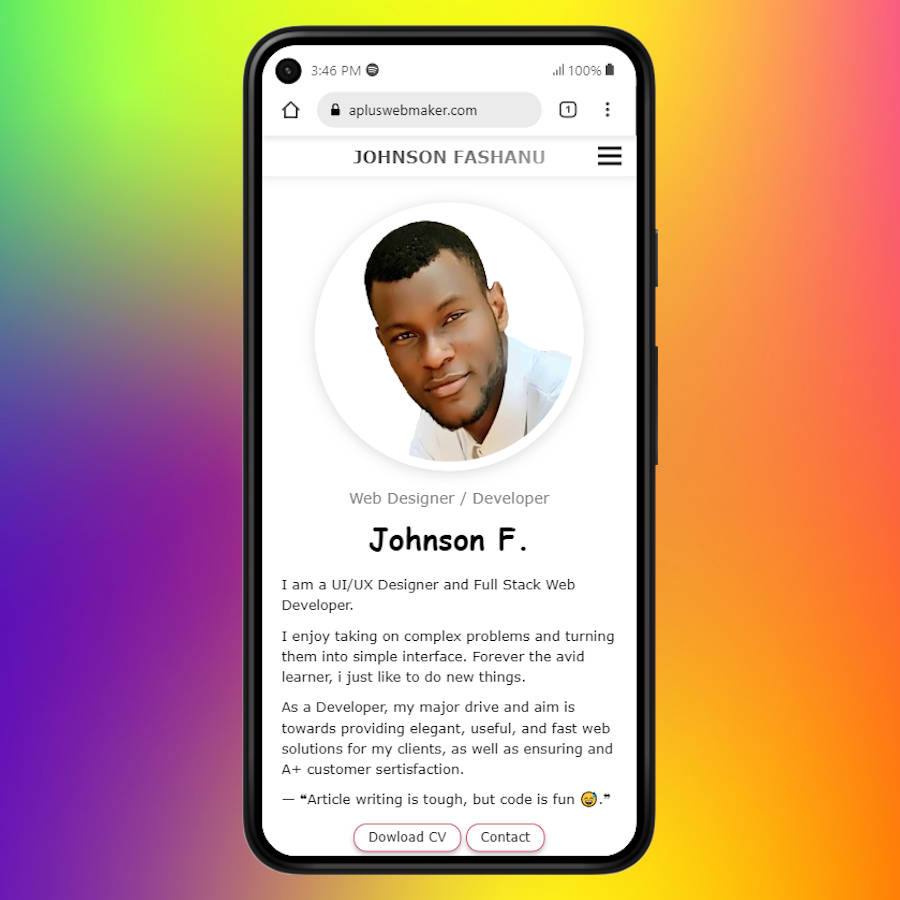 3:46 PM 100%
apluswebmaker.com 1
JOHNSON FASHANU
Web Designer / Developer
Johnson F.
I am a UI/UX Designer and Full Stack Web
Developer.
I enjoy taking on complex problems and turning
them into simple interface. Forever the avid
learner, i just like to do new things.
As a Developer, my major drive and aim is
towards providing elegant, useful, and fast web
solutions for my clients, as well as ensuring and
A+ customer sertisfaction.
— ❝Article writing is tough, but code is fun 😅.❞
Dowload CV Contact